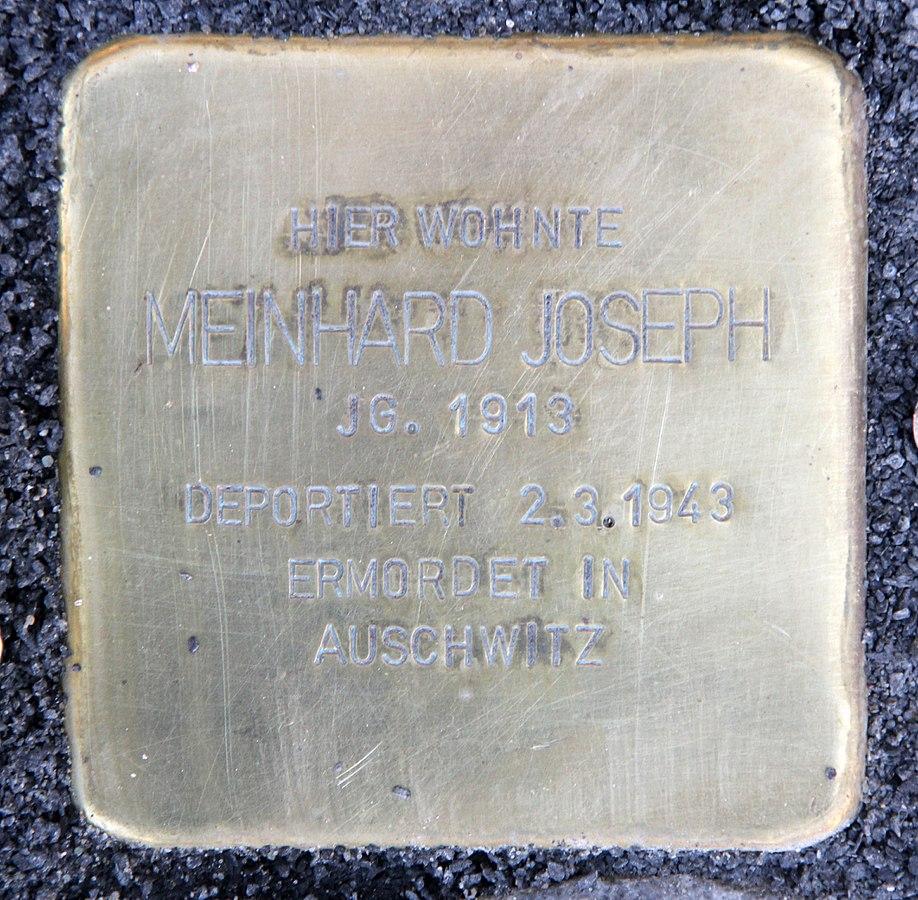 HIER WOHNTE
MEINHARD JOSEPH
JG. 1913
DEPORTIERT 2.3.1943
ERMORDET IN
AUSCHWITZ